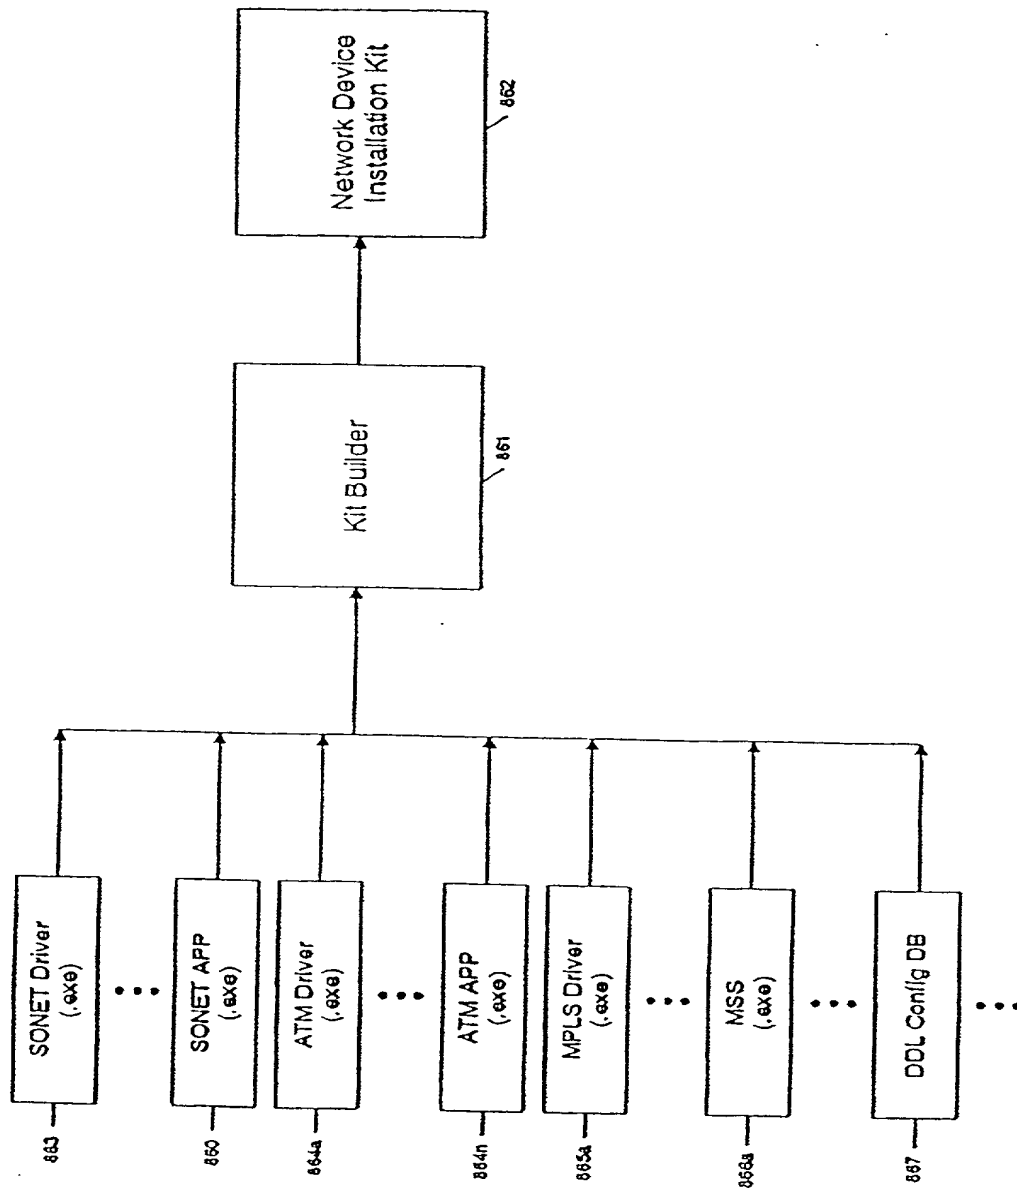 863
SONET Driver
(.exe)
860
SONET APP
(.exe)
864a
ATM Driver
(.exe)
864n
ATM APP
(.exe)
865a
MPLS Driver
(.exe)
866a
MSS
(.exe)
867
DDL Config DB
Kit Builder
861
Network Device
Installation Kit
862